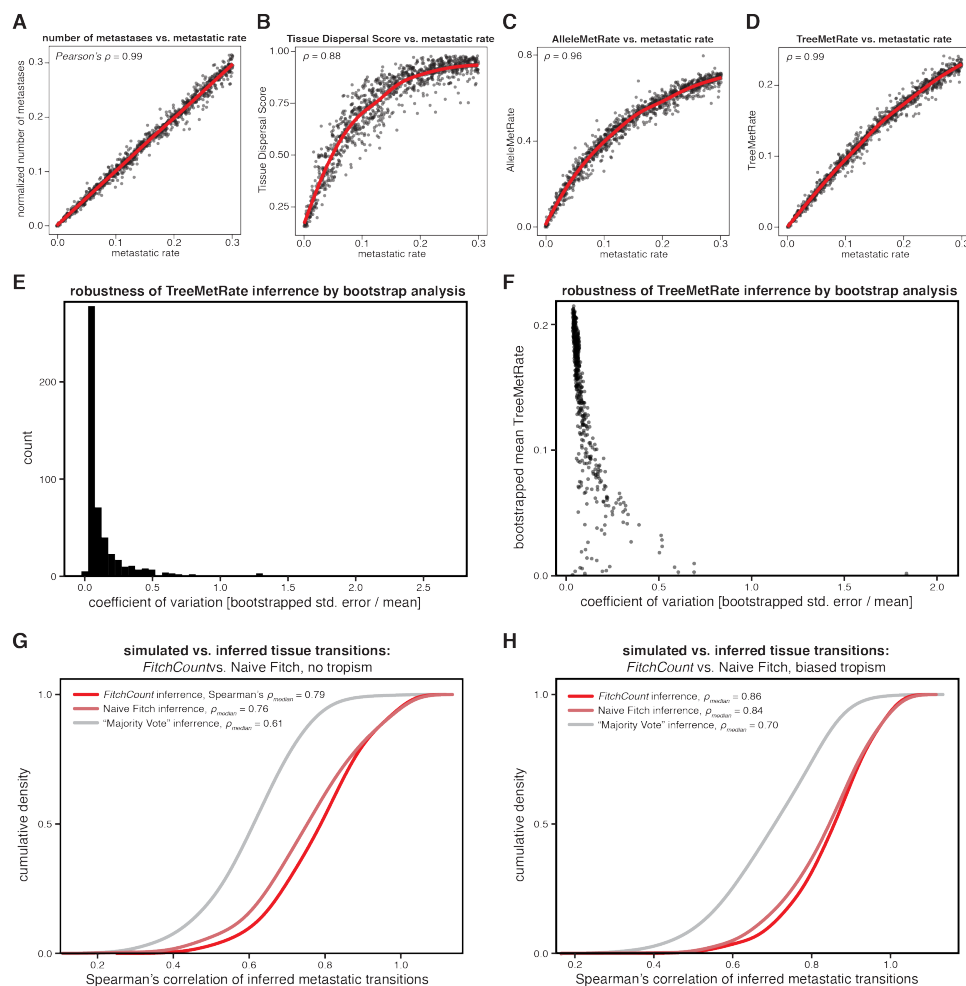 A
number of metastases vs. metastatic rate
Pearson's ρ = 0.99
normalized number of metastases
0.3
0.2
0.1
0.0
0.0 0.1 0.2 0.3
metastatic rate
B
Tissue Dispersal Score vs. metastatic rate
ρ = 0.88
Tissue Dispersal Score
1.00
0.75
0.50
0.25
0.0 0.1 0.2 0.3
metastatic rate
C
AlleleMetRate vs. metastatic rate
ρ = 0.96
AlleleMetRate
0.8
0.4
0.0
0.0 0.1 0.2 0.3
metastatic rate
D
TreeMetRate vs. metastatic rate
ρ = 0.99
TreeMetRate
0.2
0.1
0.0
0.0 0.1 0.2 0.3
metastatic rate
E
robustness of TreeMetRate inferrence by bootstrap analysis
count
200
100
0
0.0 0.5 1.0 1.5 2.0 2.5
coefficient of variation [bootstrapped std. error / mean]
F
robustness of TreeMetRate inferrence by bootstrap analysis
bootstrapped mean TreeMetRate
0.2
0.1
0.0
0.0 0.5 1.0 1.5 2.0
coefficient of variation [bootstrapped std. error / mean]
G
simulated vs. inferred tissue transitions:
FitchCountvs. Naive Fitch, no tropism
FitchCount inference, Spearman's ρmedian = 0.79
Naive Fitch inference, ρmedian = 0.76
“Majority Vote” inferrence, ρmedian = 0.61
cumulative density
1.0
0.5
0.0
0.2 0.4 0.6 0.8 1.0
Spearman's correlation of inferred metastatic transitions
H
simulated vs. inferred tissue transitions:
FitchCount vs. Naive Fitch, biased tropism
FitchCount inference, ρmedian = 0.86
Naive Fitch inferrence, ρmedian = 0.84
“Majority Vote” inferrence, ρmedian = 0.70
cumulative density
1.0
0.5
0.0
0.2 0.4 0.6 0.8 1.0
Spearman's correlation of inferred metastatic transitions